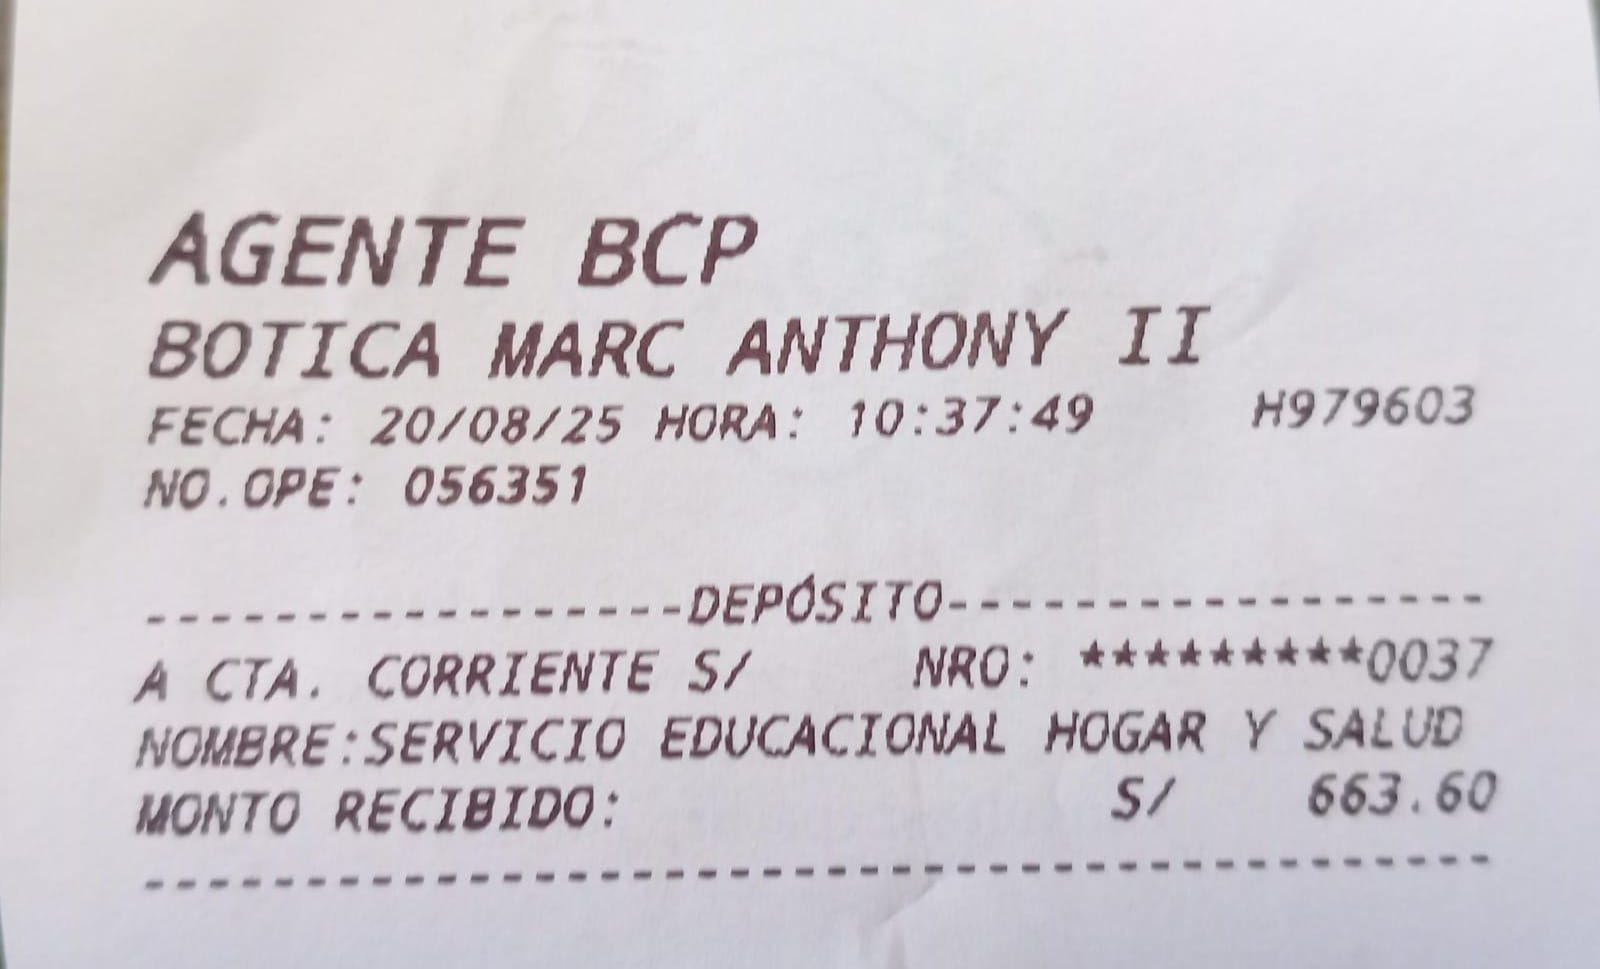 AGENTE BCP
BOTICA MARC ANTHONY II
FECHA: 20/08/25 HORA: 10:37:49 H979603
NO.OPE: 056351
-----------------DEPÓSITO-----------------
A CTA. CORRIENTE S/ NRO: *********0037
NOMBRE:SERVICIO EDUCACIONAL HOGAR Y SALUD
MONTO RECIBIDO: S/ 663.60
------------------------------------------